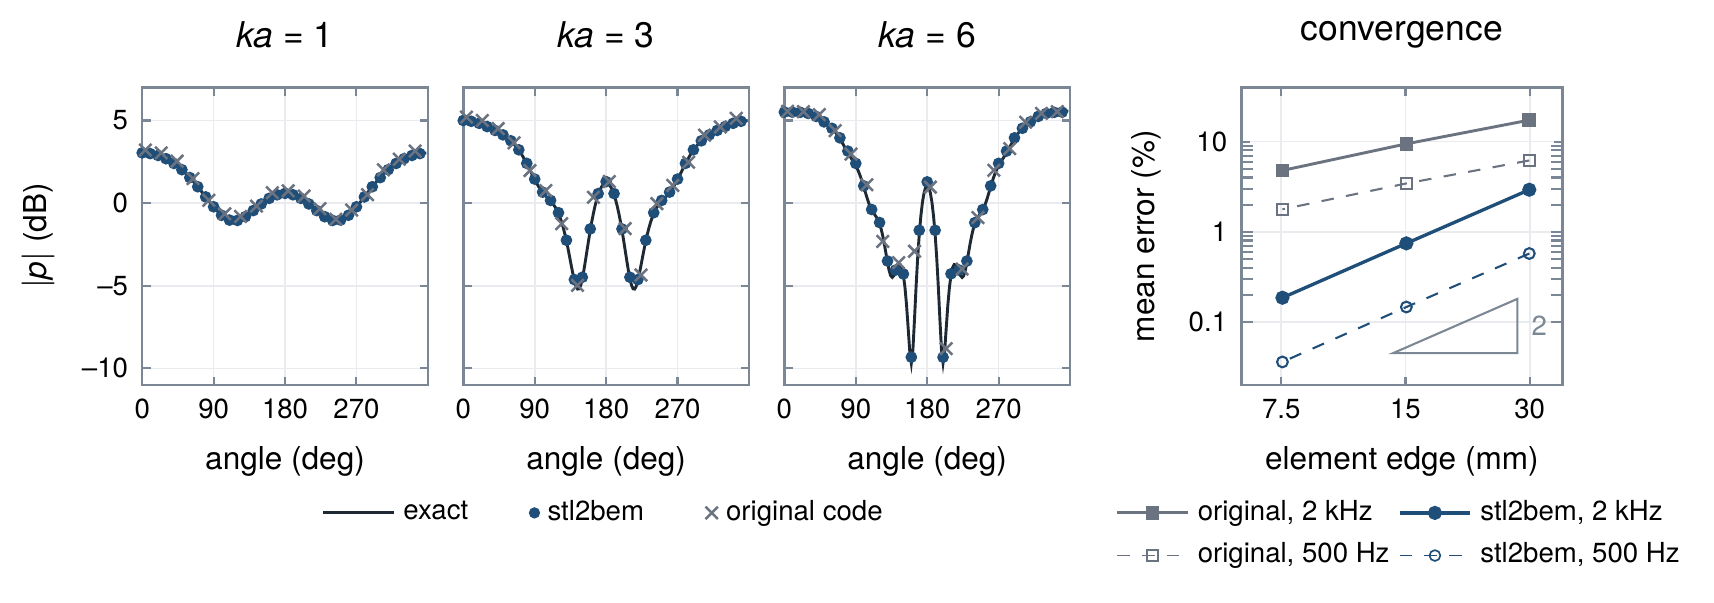 ka = 1
ka = 3
ka = 6
convergence
|p| (dB)
5
0
−5
−10
0 90 180 270
0 90 180 270
0 90 180 270
angle (deg)
angle (deg)
angle (deg)
exact
stl2bem
original code
mean error (%)
10
1
0.1
2
7.5 15 30
element edge (mm)
original, 2 kHz
stl2bem, 2 kHz
original, 500 Hz
stl2bem, 500 Hz